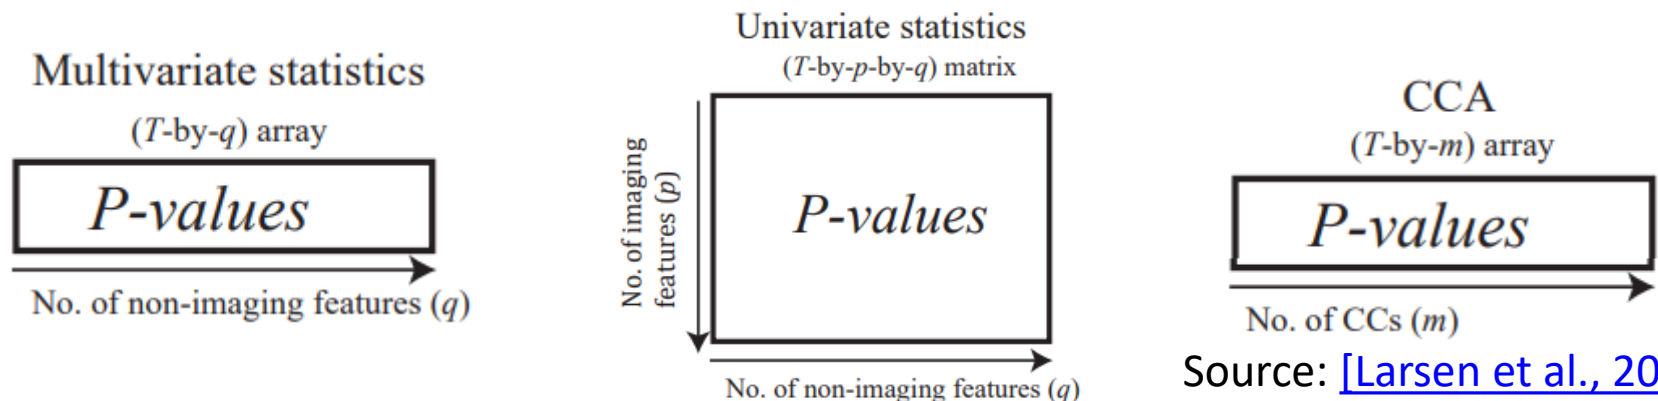 Multivariate statistics
(T-by-q) array
P-values
No. of non-imaging features (q)
Univariate statistics
(T-by-p-by-q) matrix
No. of imaging
features (p)
P-values
No. of non-imaging features (q)
CCA
(T-by-m) array
P-values
No. of CCs (m)
Source: [Larsen et al., 20